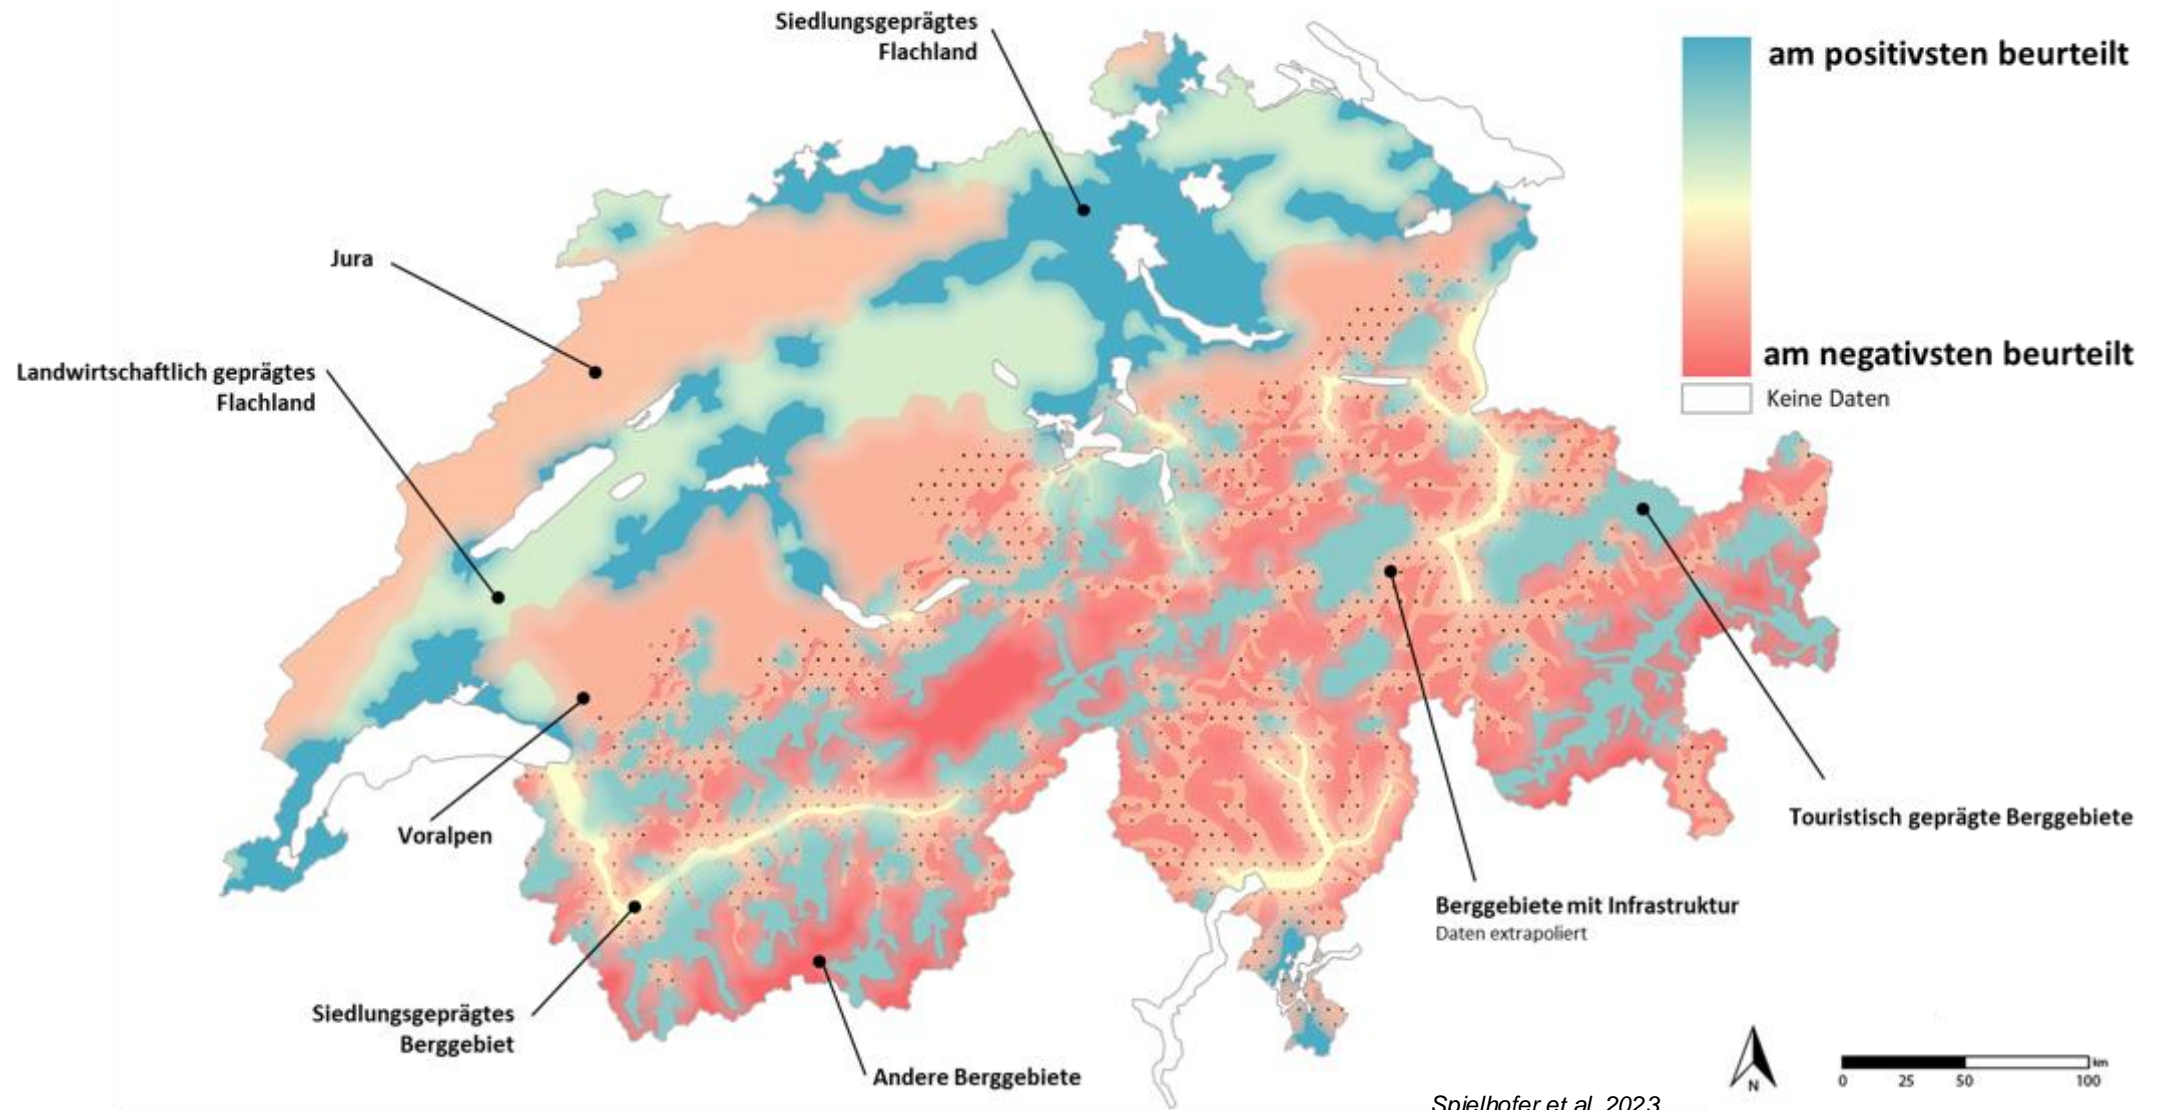 Siedlungsgeprägtes
Flachland
am positivsten beurteilt
Jura
am negativsten beurteilt
Landwirtschaftlich geprägtes
Flachland
Keine Daten
Touristisch geprägte Berggebiete
Voralpen
Berggebiete mit Infrastruktur
Daten extrapoliert
Siedlungsgeprägtes
Berggebiet
Andere Berggebiete
N
km
0 25 50 100
Spielhofer et al. 2023